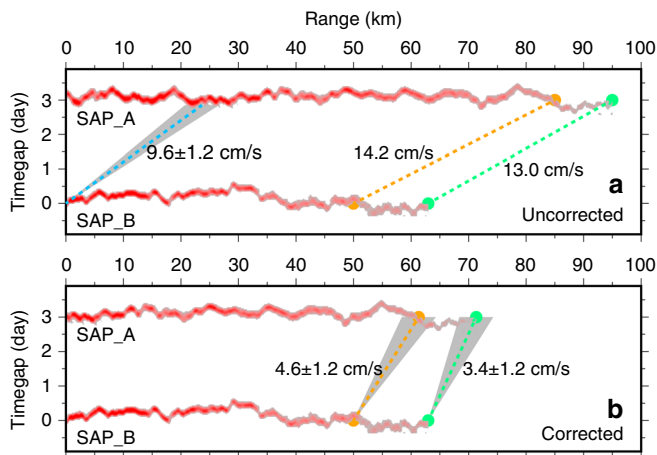 Range (km)
0 10 20 30 40 50 60 70 80 90 100
Timegap (day)
3
2
1
0
SAP_A
9.6±1.2 cm/s
14.2 cm/s
13.0 cm/s
a
SAP_B
Uncorrected
0 10 20 30 40 50 60 70 80 90 100
Timegap (day)
3
2
1
0
SAP_A
4.6±1.2 cm/s
3.4±1.2 cm/s
b
SAP_B
Corrected